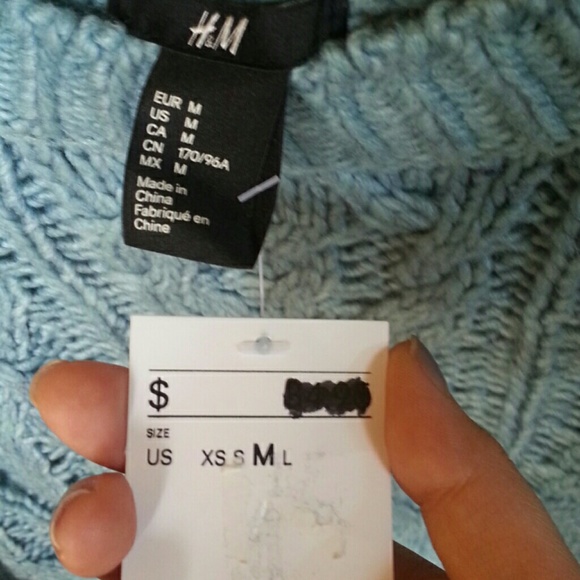 H&M
EUR M
US M
CA M
CN 170/96A
MX M
Made in
China
Fabriqué en
Chine
$
SIZE
US XS S M L